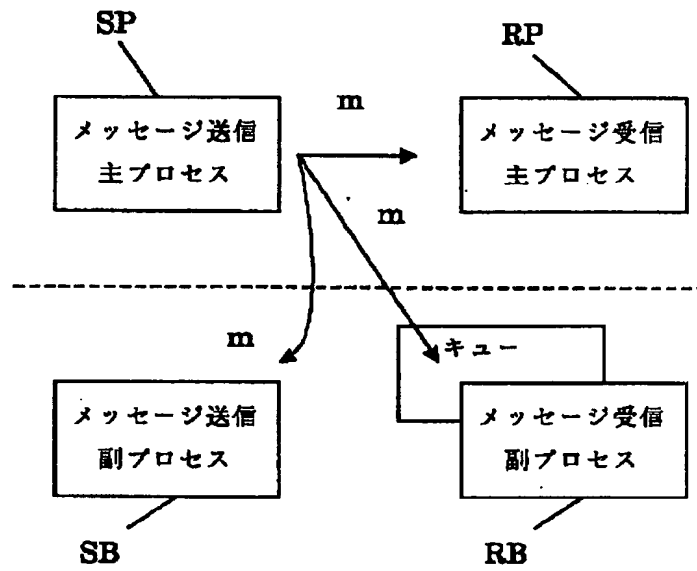 SP
RP
メッセージ送信
主プロセス
m
メッセージ受信
主プロセス
m
m
キュー
メッセージ送信
副プロセス
メッセージ受信
副プロセス
SB
RB